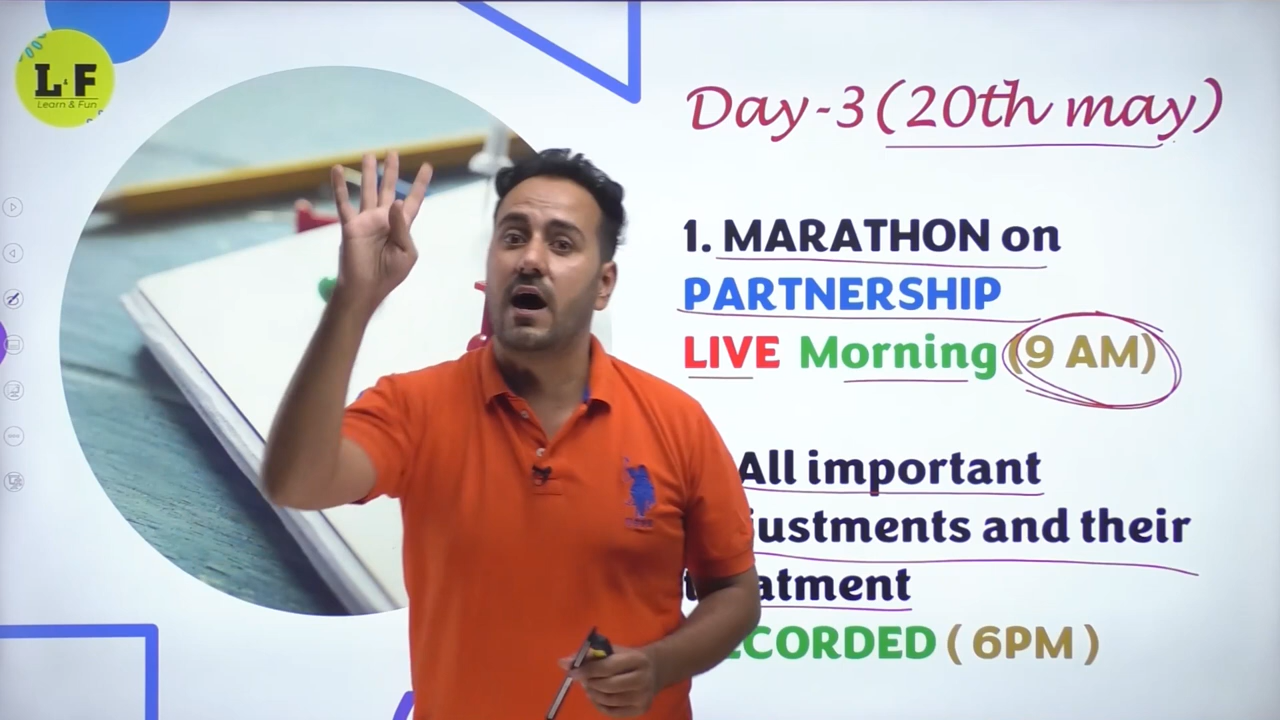 L&F
Learn & Fun
Day-3 (20th may)
1. MARATHON on
PARTNERSHIP
LIVE Morning (9 AM)
All important
and their
( 6PM )